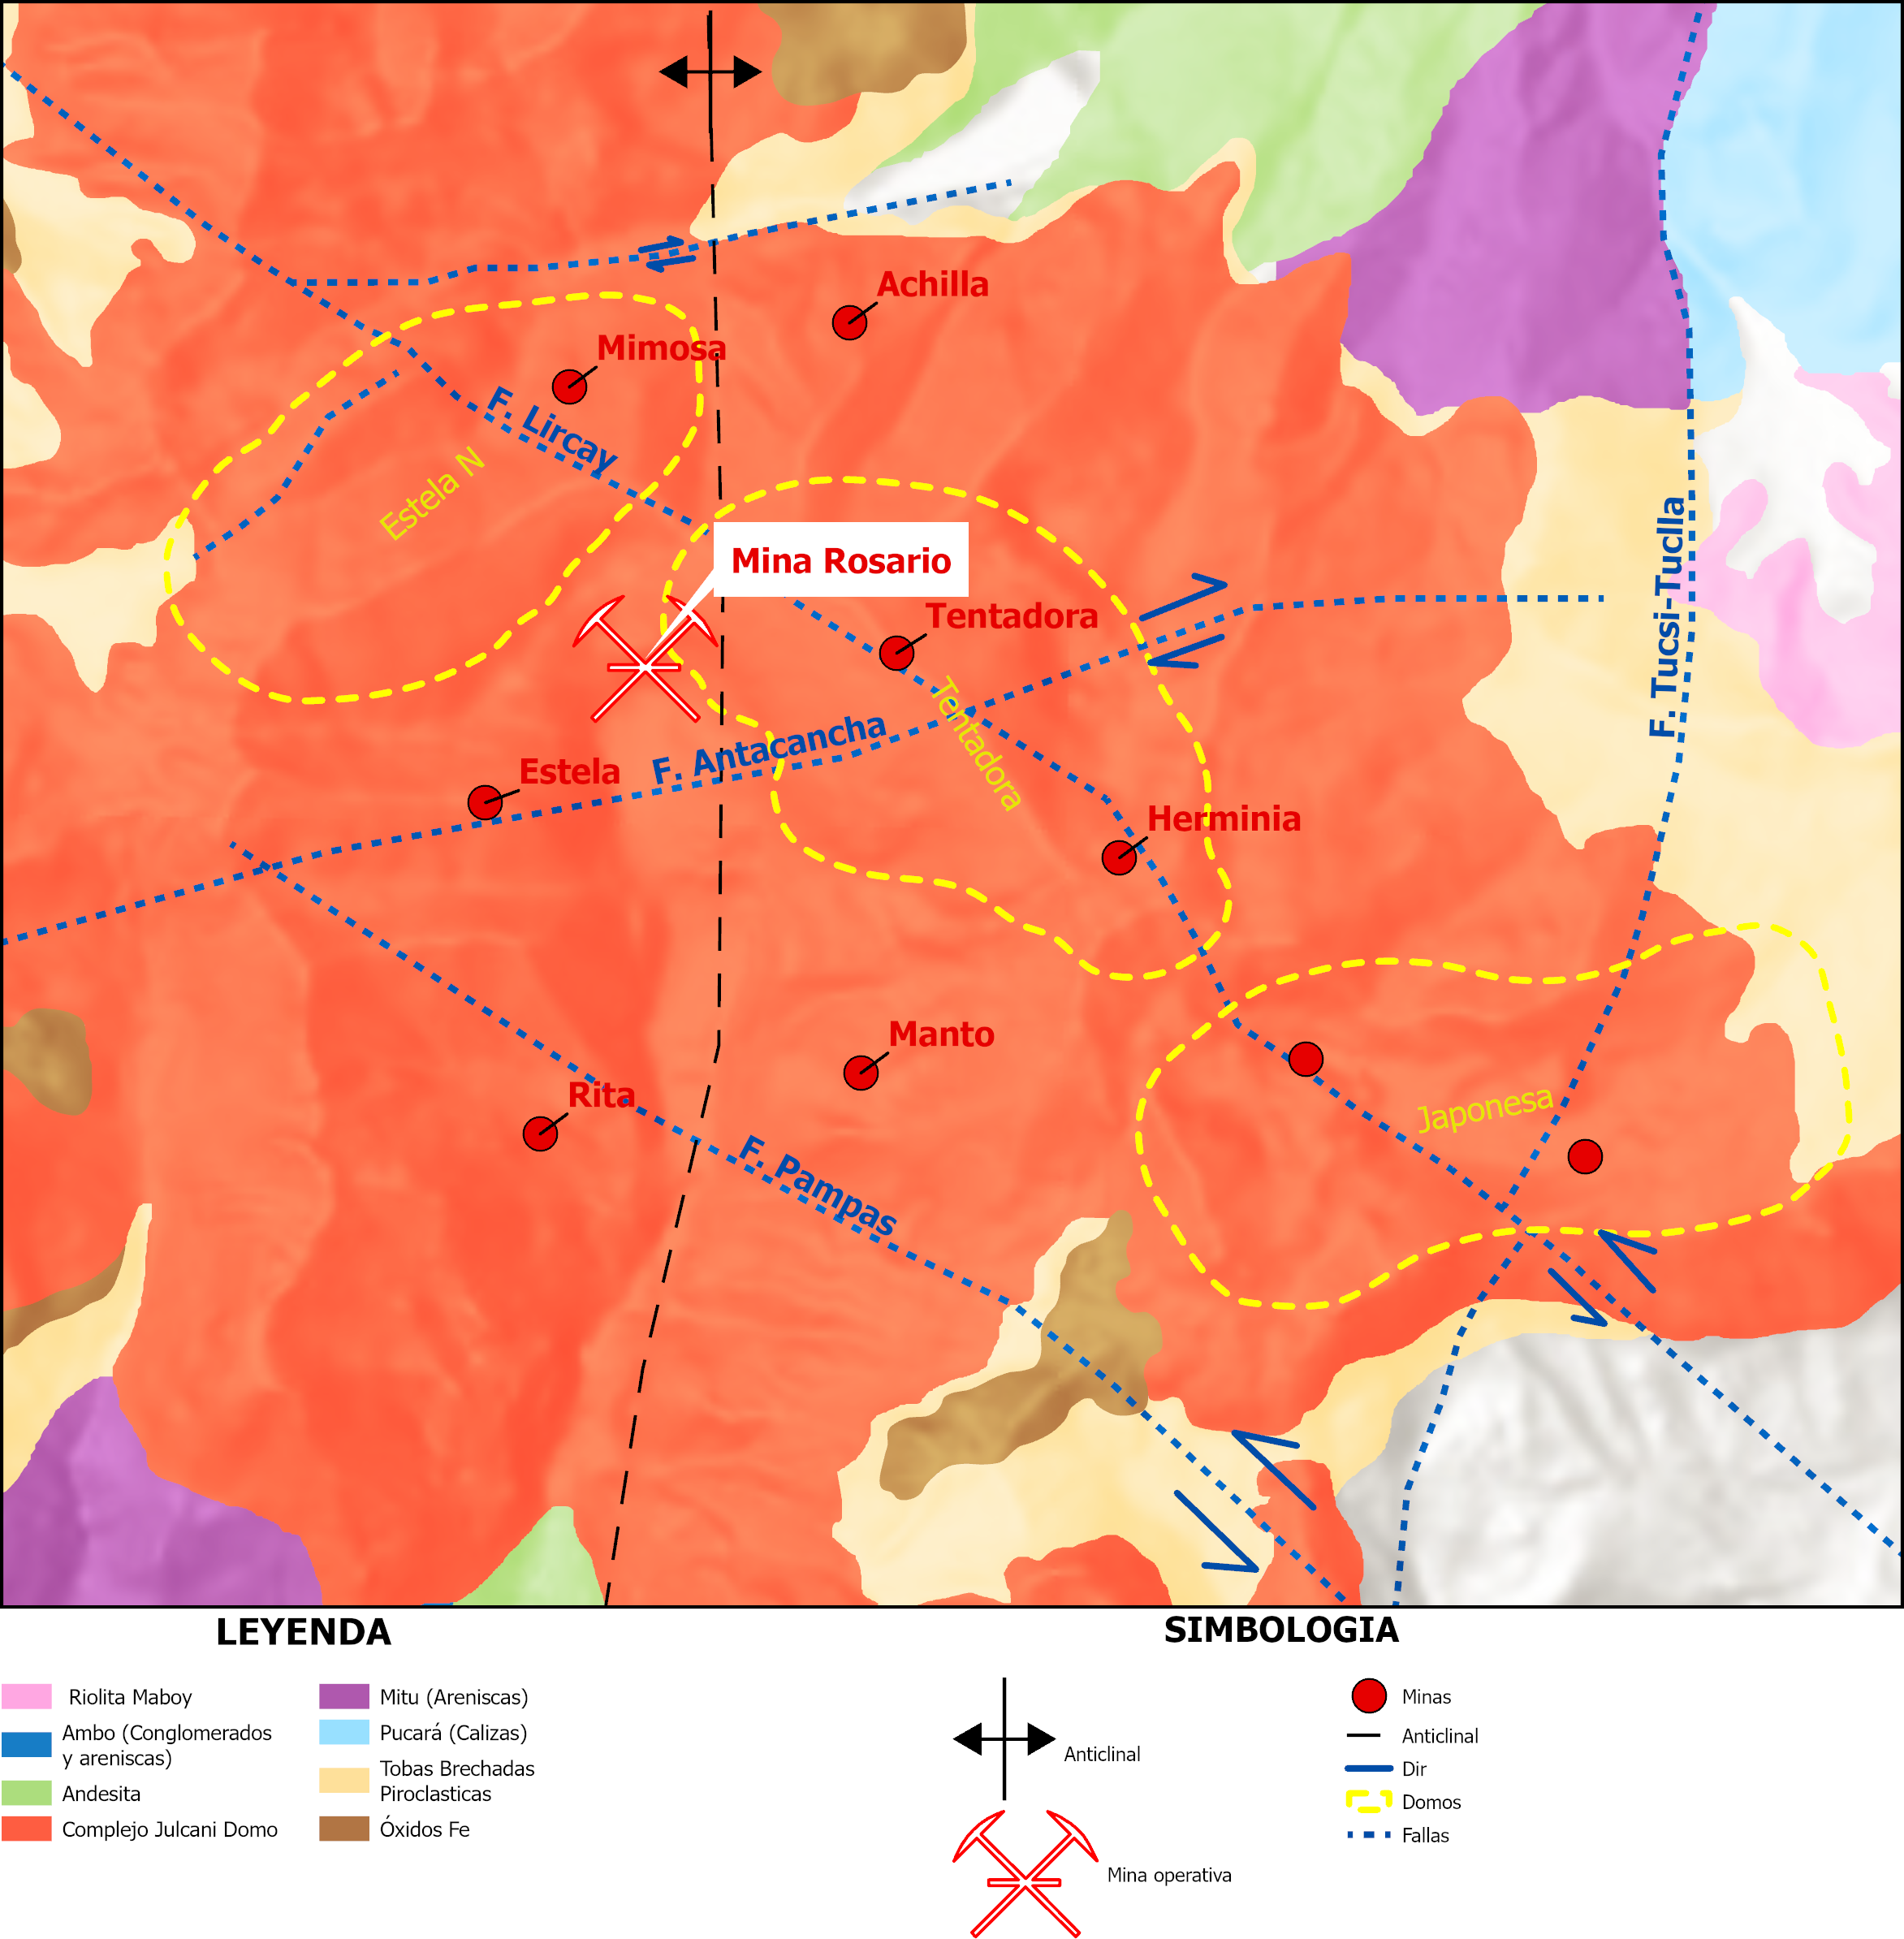 Achilla
Mimosa
F. Lircay
Estela N
Mina Rosario
Tentadora
F. Tucsi-Tuclla
Tentadora
F. Antacancha
Estela
Herminia
Manto
Rita
Japonesa
F. Pampas
LEYENDA
Riolita Maboy
Ambo (Conglomerados
y areniscas)
Andesita
Complejo Julcani Domo
Mitu (Areniscas)
Pucará (Calizas)
Tobas Brechadas
Piroclasticas
Óxidos Fe
SIMBOLOGIA
Anticlinal
Mina operativa
Minas
Anticlinal
Dir
Domos
Fallas